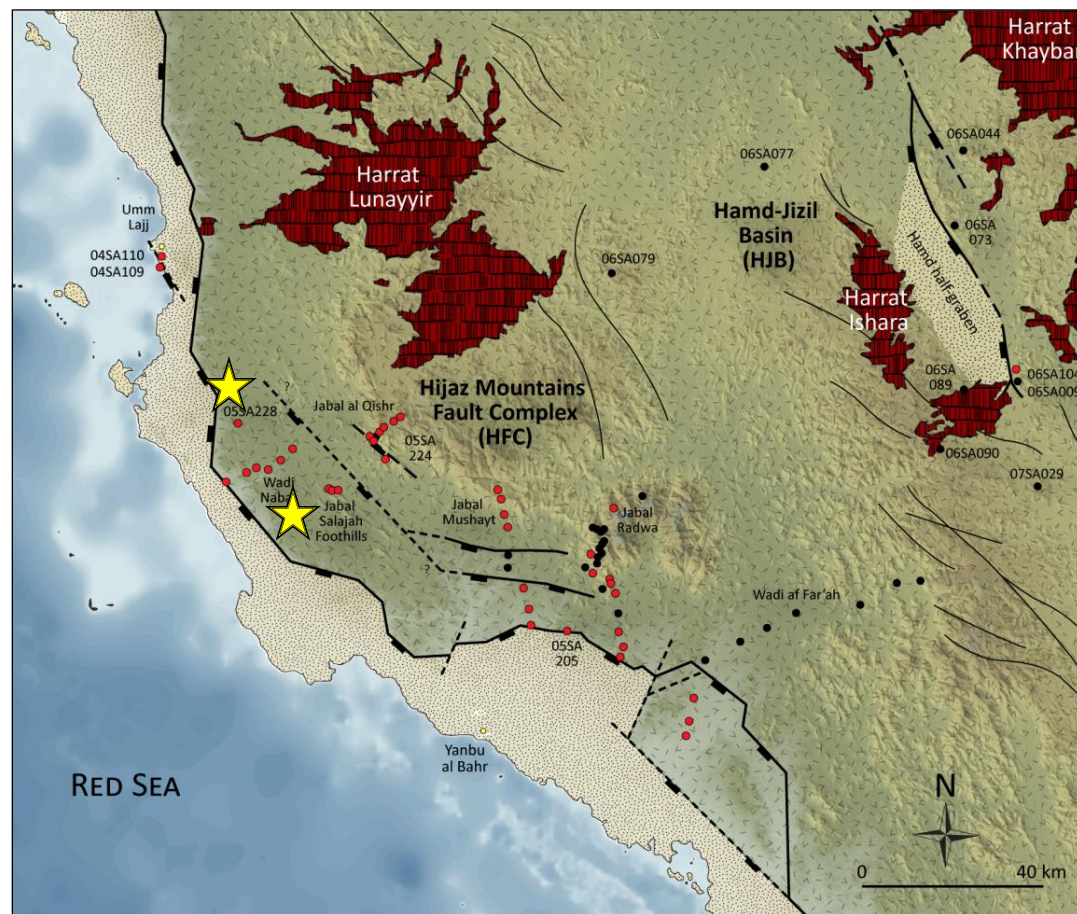 Harrat
Khaybar
06SA044
06SA077
Harrat
Lunayyir
Umm
Lajj
04SA110
04SA109
Hamd-Jizil
Basin
(HJB)
06SA
073
06SA079
Hamd half-graben
Harrat
Ishara
06SA
089
06SA104
06SA009
05SA228
?
Jabal al Qishr
Hijaz Mountains
Fault Complex
(HFC)
05SA
224
06SA090
07SA029
Wadi
Jabal
Salajah
Foothills
Jabal
Mushayt
Jabal
Radwa
?
Wadi af Far'ah
05SA
205
Yanbu
al Bahr
RED SEA
N
0 40 km